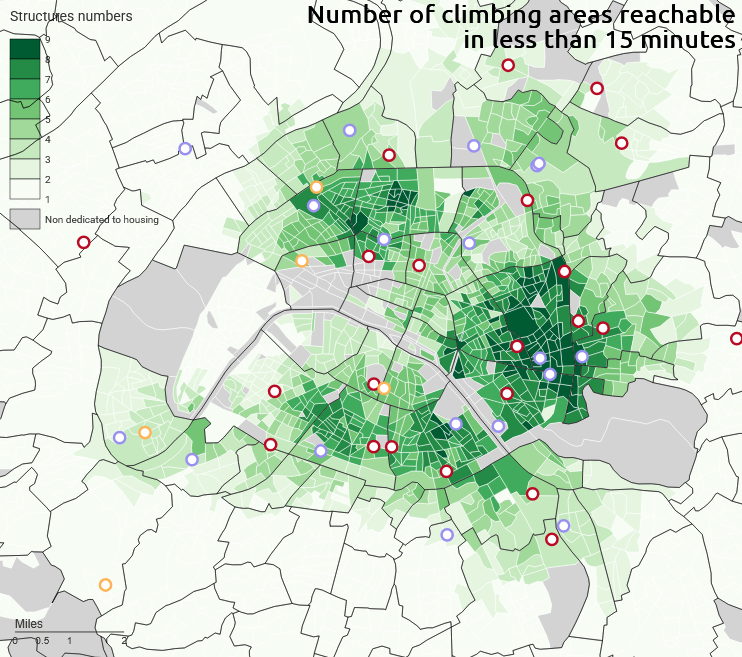 Number of climbing areas reachable
in less than 15 minutes
Structures numbers
9
8
7
6
5
4
3
2
1
Non dedicated to housing
Miles
0 0.5 1 2